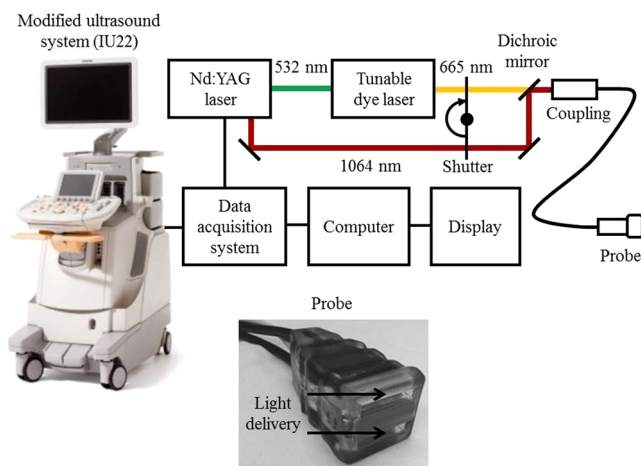 Modified ultrasound
system (IU22)
Nd:YAG
laser
532 nm
Tunable
dye laser
665 nm
Dichroic
mirror
Coupling
1064 nm
Shutter
Data
acquisition
system
Computer
Display
Probe
Probe
Light
delivery